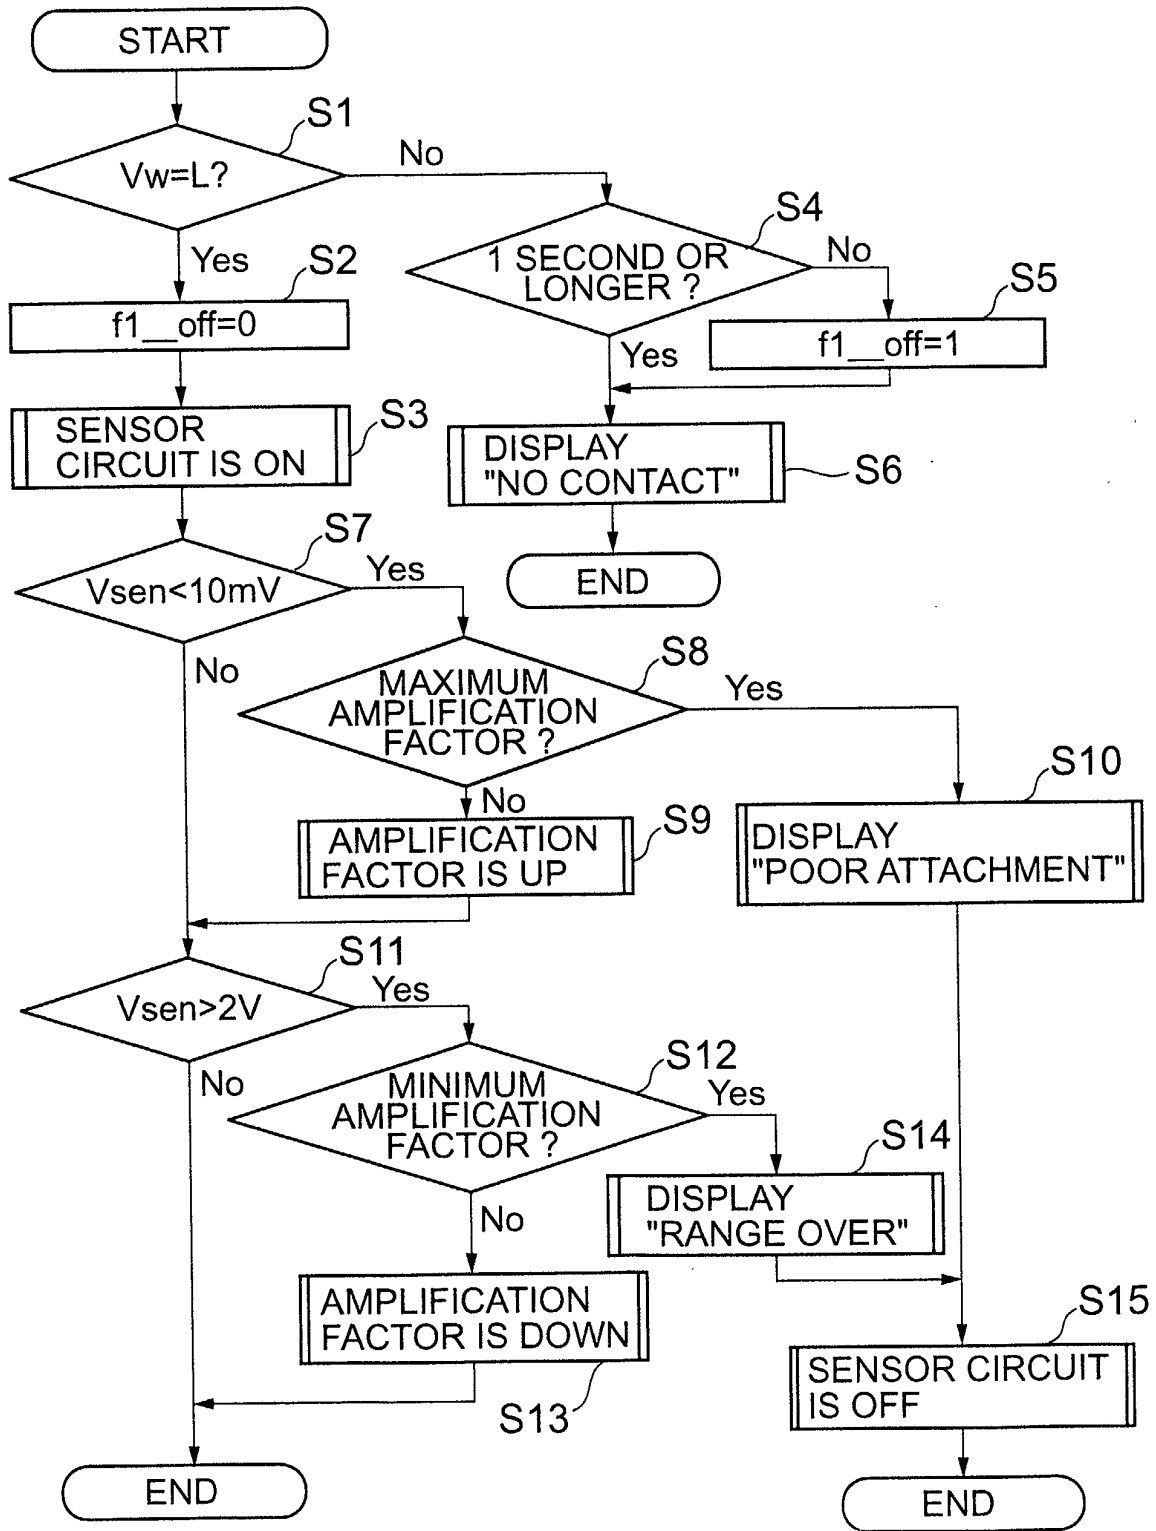 START
S1
Vw=L?
No
Yes
S4
1 SECOND OR
LONGER ?
No
S2
f1__off=0
S5
f1__off=1
Yes
S3
SENSOR
CIRCUIT IS ON
DISPLAY
"NO CONTACT"
S6
END
S7
Vsen<10mV
Yes
No
S8
MAXIMUM
AMPLIFICATION
FACTOR ?
Yes
No
S9
AMPLIFICATION
FACTOR IS UP
S10
DISPLAY
"POOR ATTACHMENT"
S11
Vsen>2V
Yes
No
S12
MINIMUM
AMPLIFICATION
FACTOR ?
Yes
No
S14
DISPLAY
"RANGE OVER"
AMPLIFICATION
FACTOR IS DOWN
S13
S15
SENSOR CIRCUIT
IS OFF
END
END